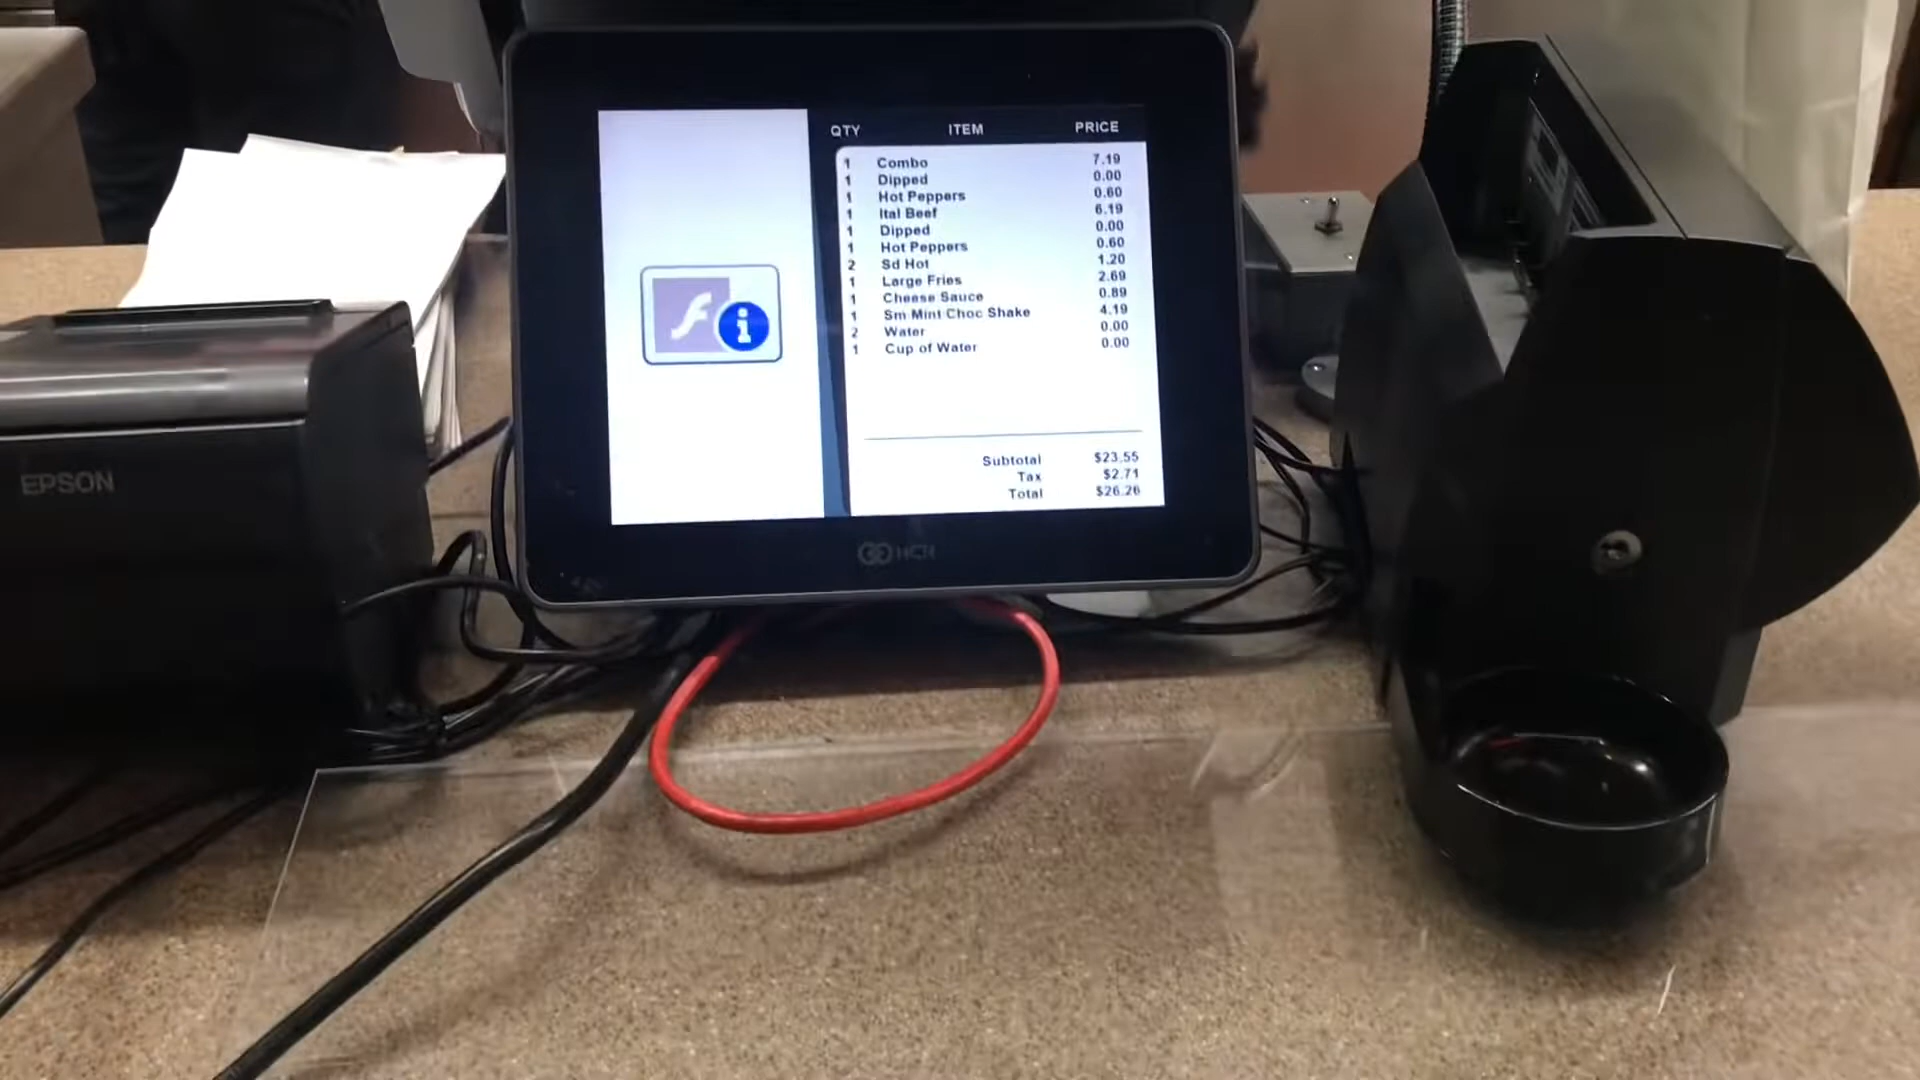 QTY ITEM PRICE
1 Combo 7.19
1 Dipped 0.00
1 Hot Peppers 0.60
1 Ital Beef 6.19
1 Dipped 0.00
1 Hot Peppers 0.60
2 Sd Hot 1.20
1 Large Fries 2.69
1 Cheese Sauce 0.89
1 Sm Mint Choc Shake 4.19
2 Water 0.00
1 Cup of Water 0.00
Subtotal $23.55
Tax $2.71
Total $26.26
EPSON
NCR